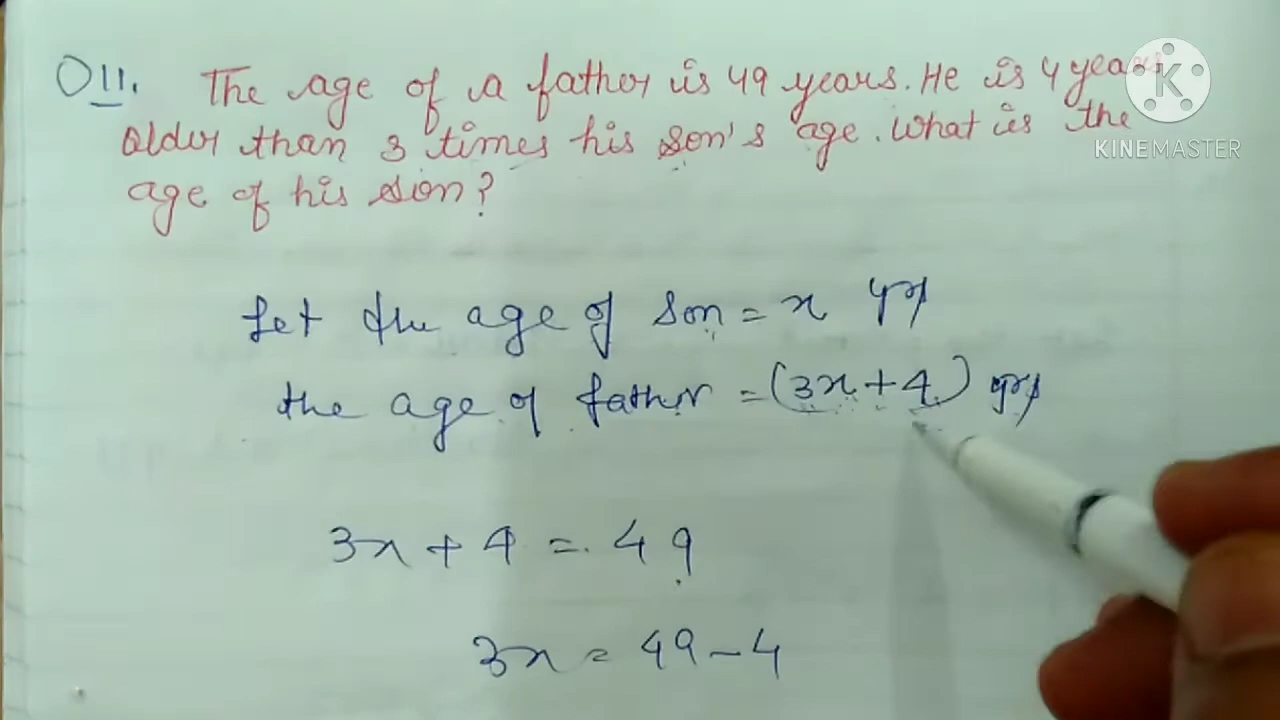 Q11. The age of a father is 49 years. He is 4 years
older than 3 times his son's age. What is the
age of his son?
K
KINEMASTER
Let the age of son = x yrs
the age of father = (3x + 4) yrs
3x + 4 = 49
3x = 49 - 4